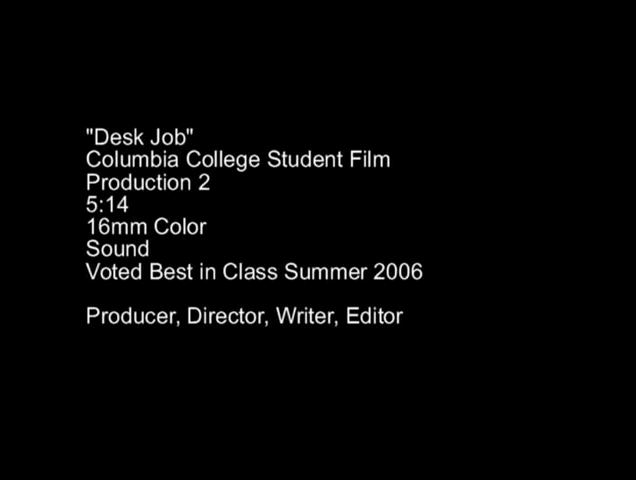 "Desk Job"
Columbia College Student Film
Production 2
5:14
16mm Color
Sound
Voted Best in Class Summer 2006
Producer, Director, Writer, Editor